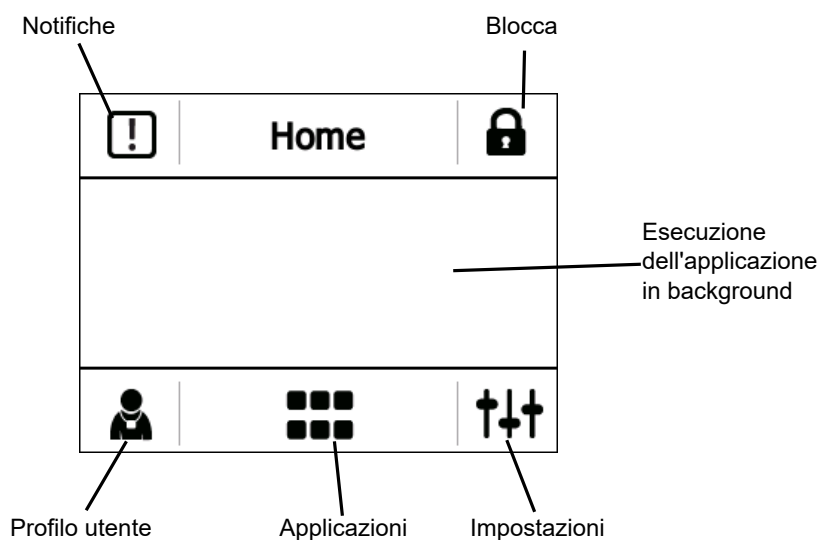 Notifiche
Blocca
Home
Esecuzione
dell'applicazione
in background
Profilo utente
Applicazioni
Impostazioni